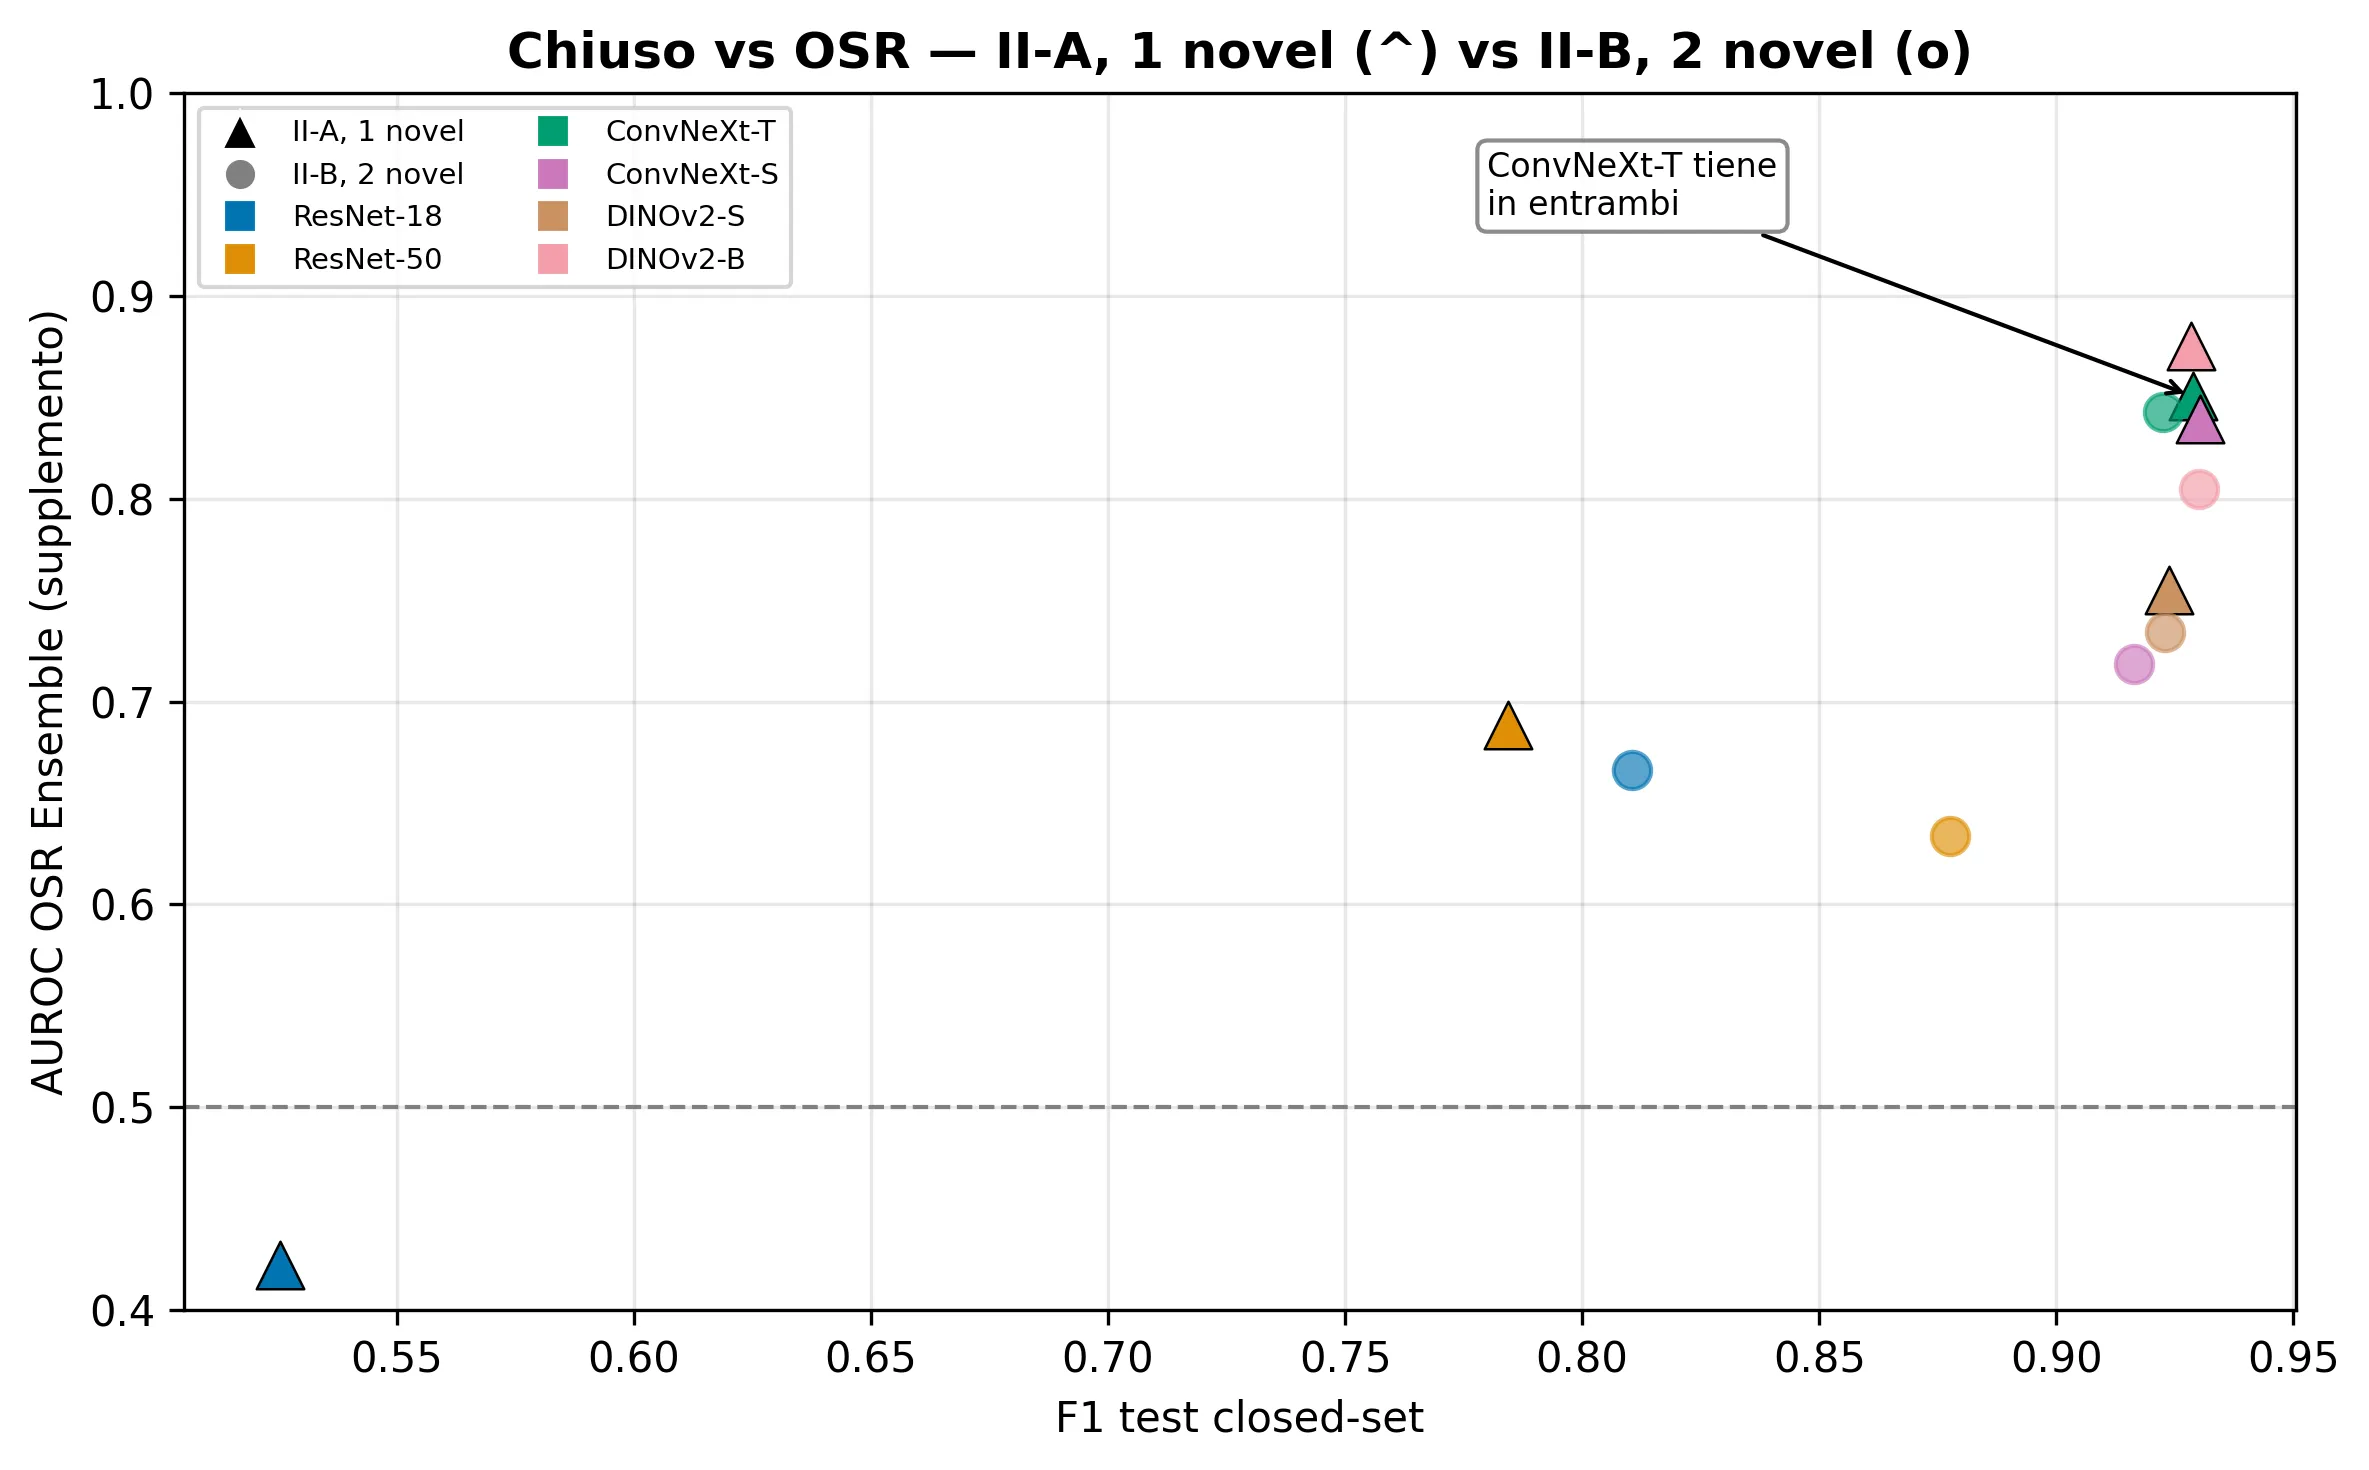 Chiuso vs OSR — II-A, 1 novel (^) vs II-B, 2 novel (o)
II-A, 1 novel
II-B, 2 novel
ResNet-18
ResNet-50
ConvNeXt-T
ConvNeXt-S
DINOv2-S
DINOv2-B
ConvNeXt-T tiene
in entrambi
AUROC OSR Ensemble (supplemento)
1.0
0.9
0.8
0.7
0.6
0.5
0.4
0.55
0.60
0.65
0.70
0.75
0.80
0.85
0.90
0.95
F1 test closed-set